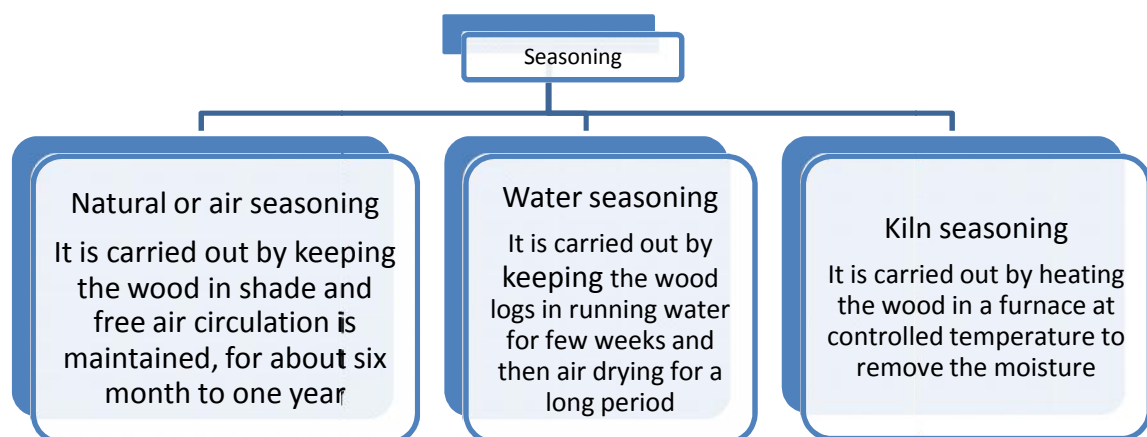 Seasoning
Natural or air seasoning
It is carried out by keeping
the wood in shade and
free air circulation is
maintained, for about six
month to one year
Water seasoning
It is carried out by
keeping the wood
logs in running water
for few weeks and
then air drying for a
long period
Kiln seasoning
It is carried out by heating
the wood in a furnace at
controlled temperature to
remove the moisture